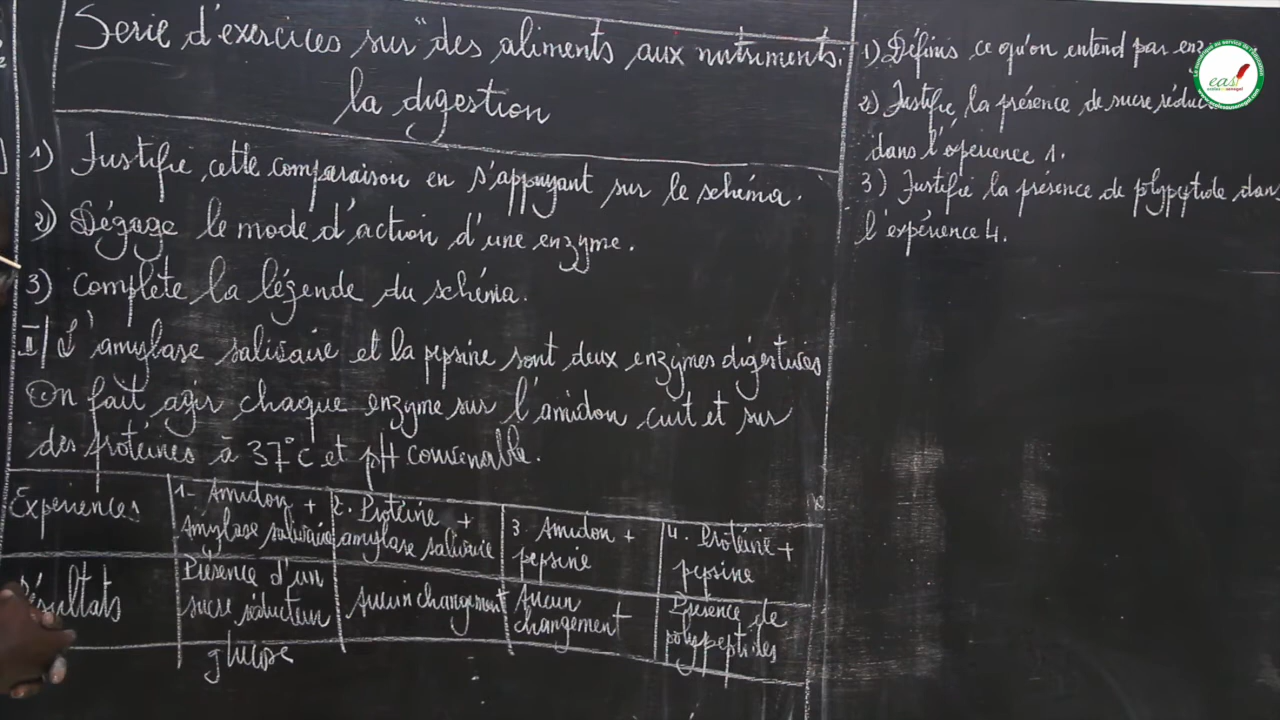 Serie d'exercices sur "des aliments aux nutriments.
la digestion
1) Justifie cette comparaison en s'appuyant sur le schéma.
2) Dégage le mode d'action d'une enzyme.
3) Complète la légende du schéma.
II/ L'amylase salivaire et la pepsine sont deux enzymes digestives
On fait agir chaque enzyme sur l'amidon cuit et sur
des protéines à 37°C et pH convenable.
Experiences
1- Amidon +
Amylase salivaire
2. Protéine +
amylase salivaire
3. Amidon +
pepsine
4. Protéine +
pepsine
Résultats
Présence d'un
sucre réducteur
glucose
Aucun changement
Aucun
changement
Présence de
polypeptides
1) Définis ce qu'on entend par enz
2) Justifie la présence de sucre réduc
dans l'expérience 1.
3) Justifie la présence de polypeptide dans
l'expérience 4.
eas